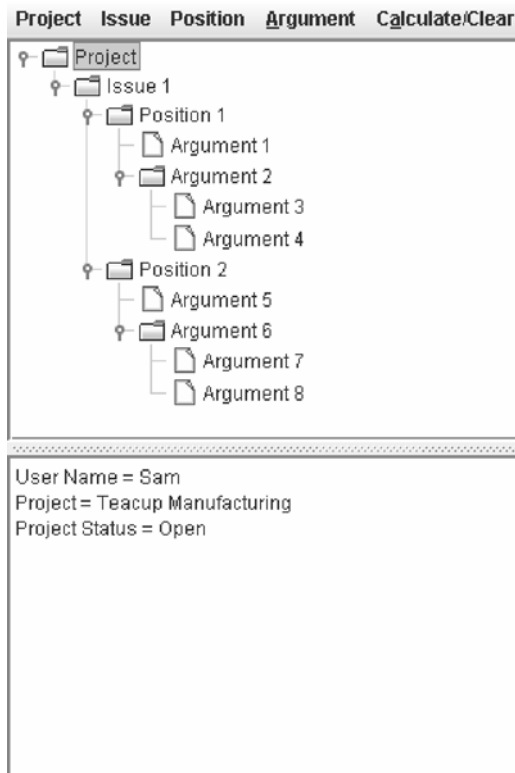 Project Issue Position Argument Calculate/Clear
Project
Issue 1
Position 1
Argument 1
Argument 2
Argument 3
Argument 4
Position 2
Argument 5
Argument 6
Argument 7
Argument 8
User Name = Sam
Project = Teacup Manufacturing
Project Status = Open